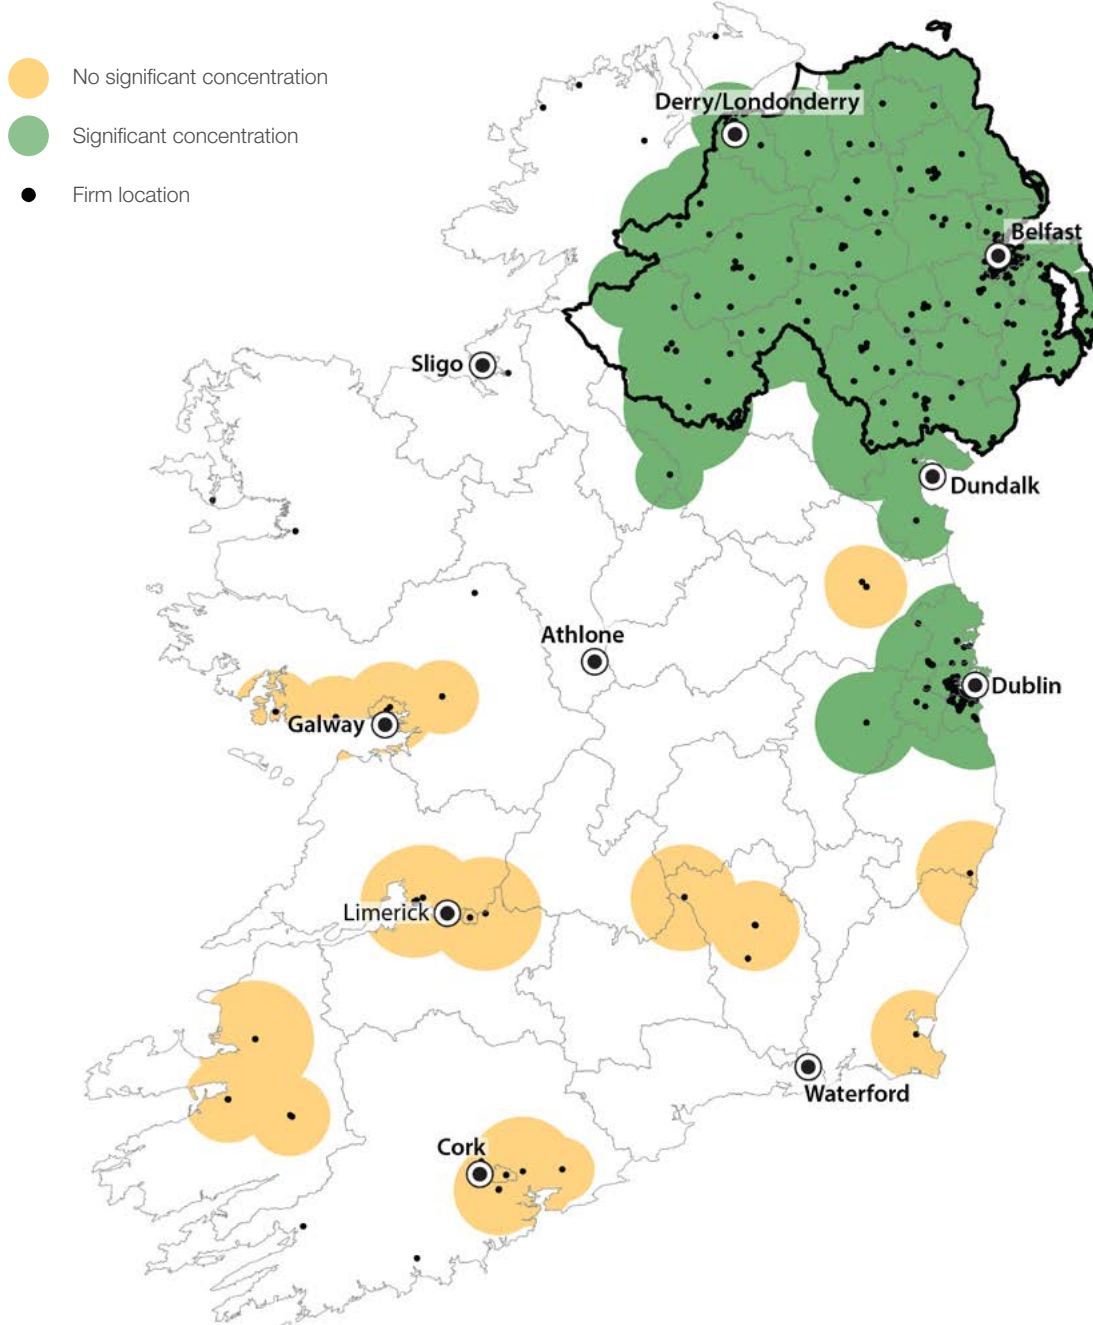 No significant concentration
Significant concentration
Firm location
Derry/Londonderry
Belfast
Sligo
Dundalk
Athlone
Dublin
Galway
Limerick
Waterford
Cork